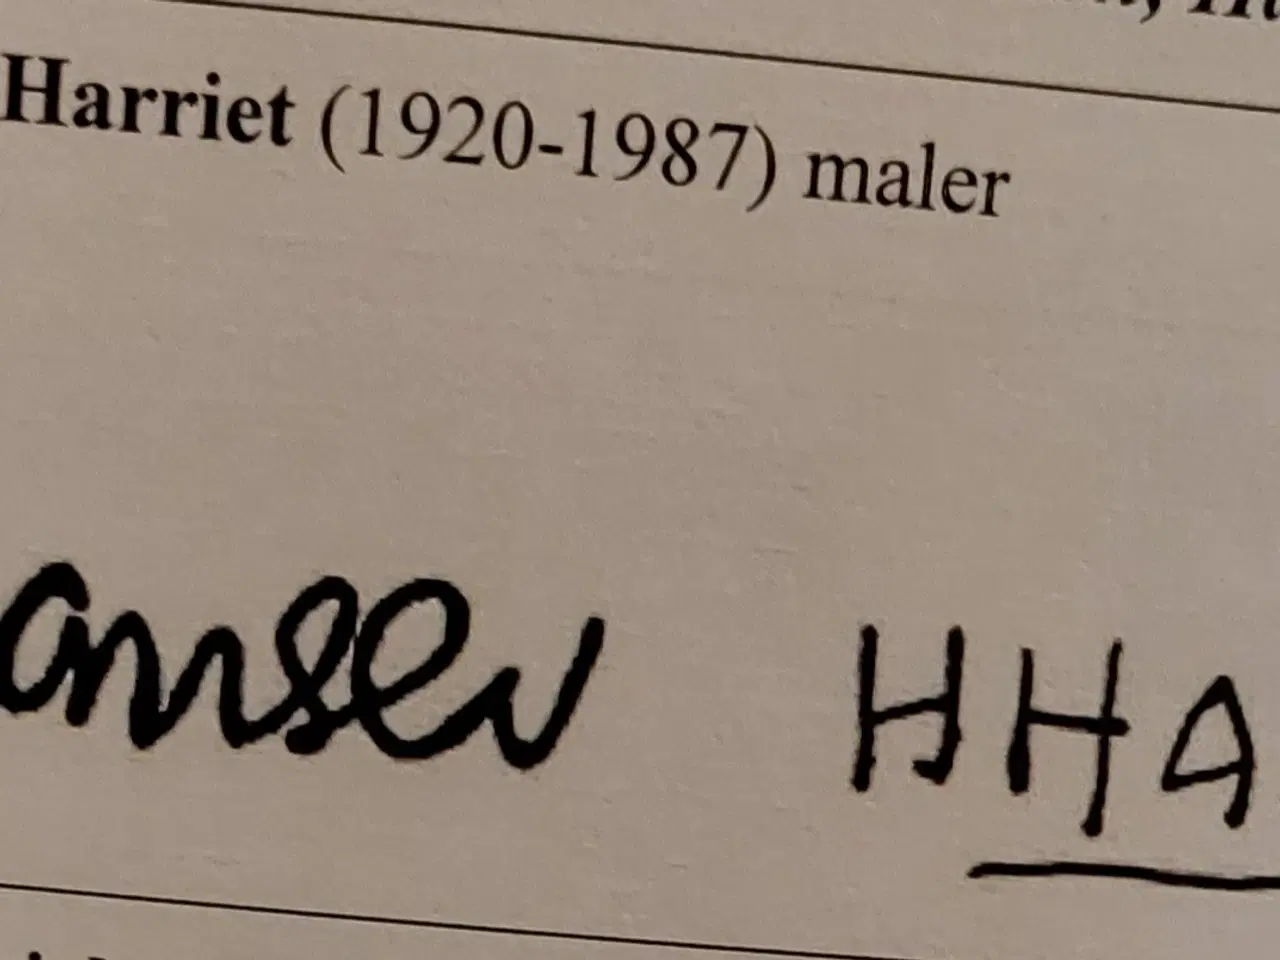 Harriet (1920-1987) maler
ansen HHA